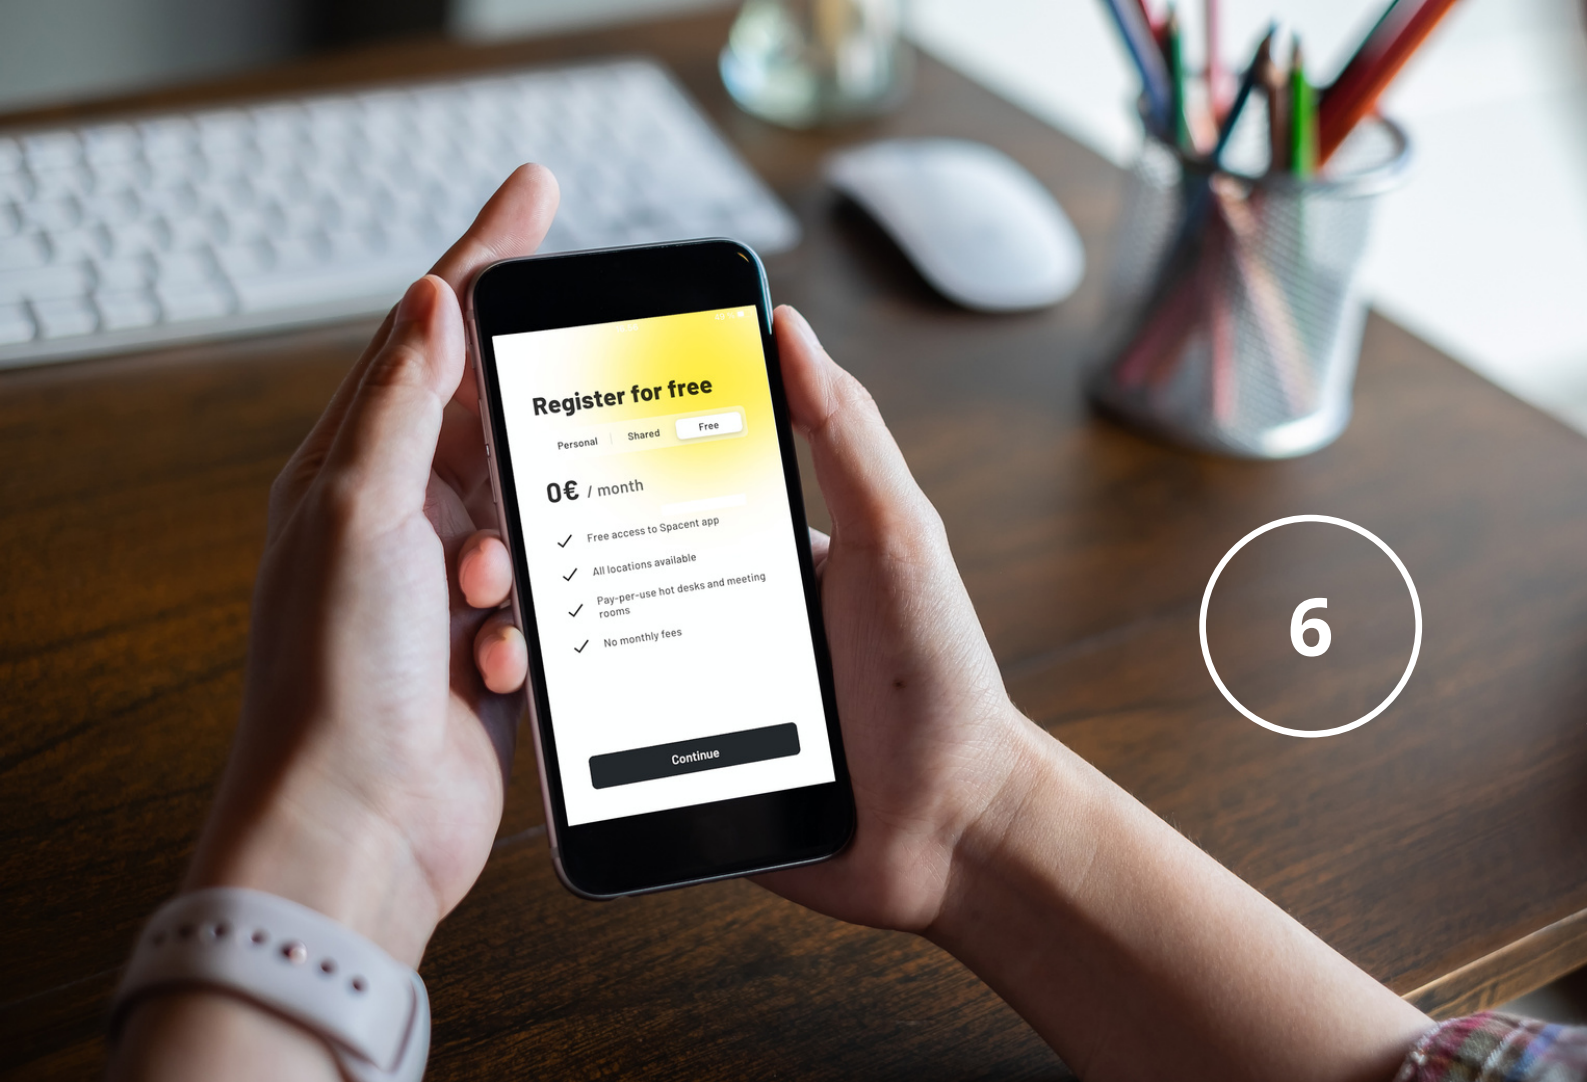 Register for free
Personal
Shared
Free
0€ / month
Free access to Spacent app
All locations available
Pay-per-use hot desks and meeting
rooms
No monthly fees
Continue
6